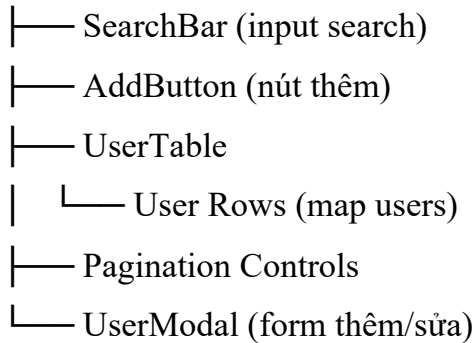 ├── SearchBar (input search)
├── AddButton (nút thêm)
├── UserTable
│ └── User Rows (map users)
├── Pagination Controls
└── UserModal (form thêm/sửa)